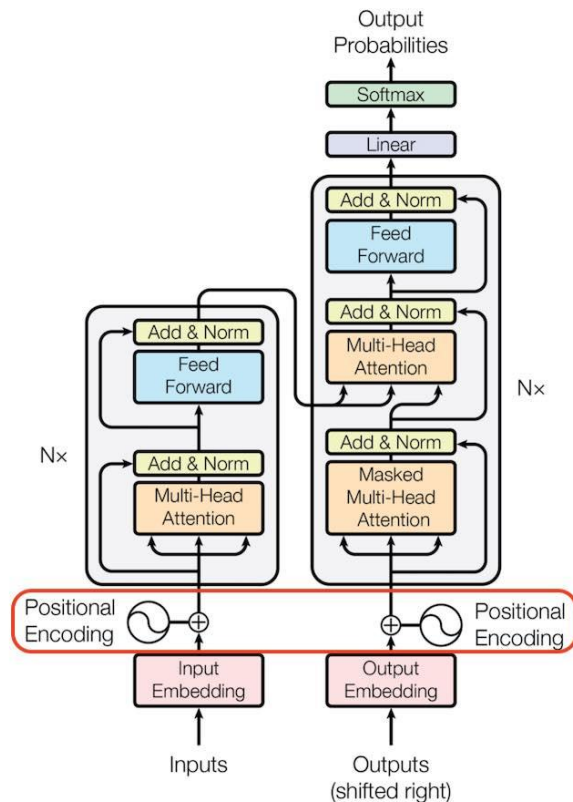 Output
Probabilities
Softmax
Linear
Add & Norm
Feed
Forward
Add & Norm
Multi-Head
Attention
Add & Norm
Masked
Multi-Head
Attention
Nx
Add & Norm
Feed
Forward
Add & Norm
Multi-Head
Attention
Nx
Positional
Encoding
Positional
Encoding
Input
Embedding
Output
Embedding
Inputs
Outputs
(shifted right)